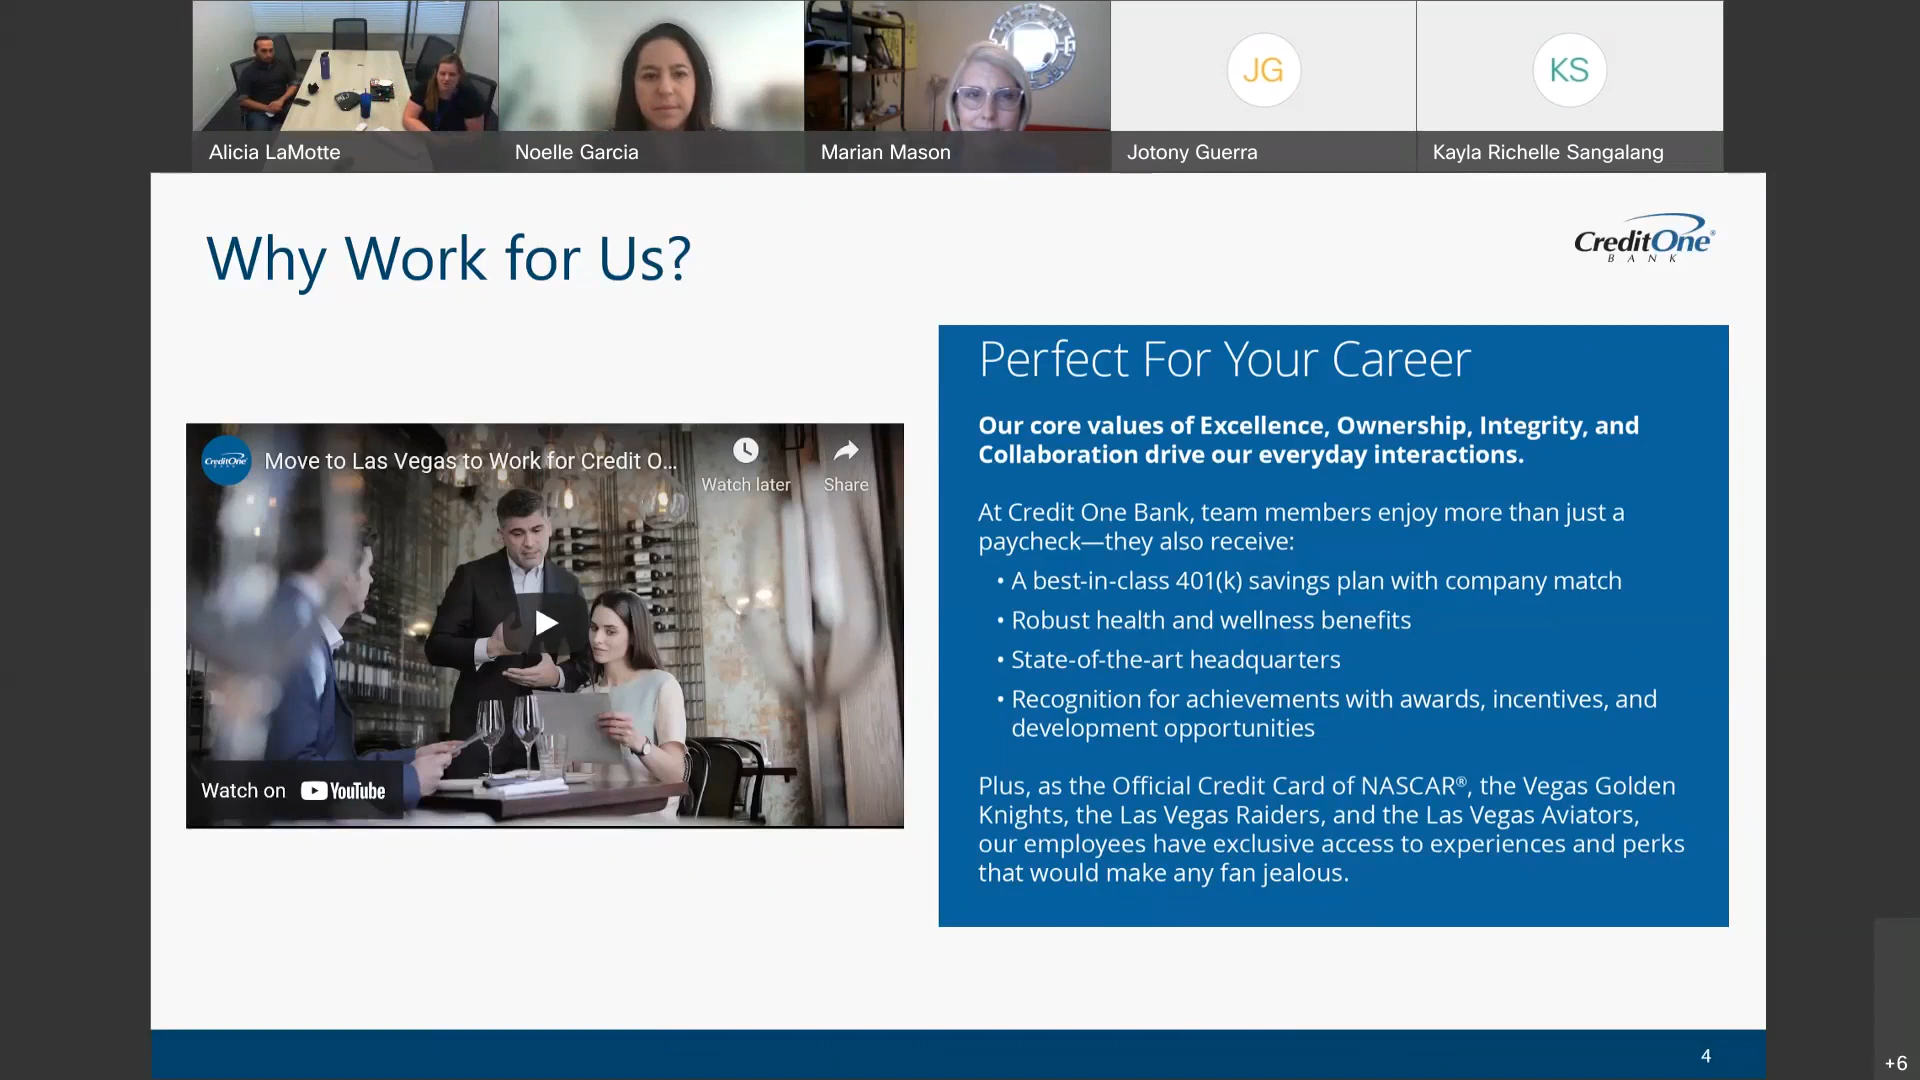 Alicia LaMotte
Noelle Garcia
Marian Mason
JG
Jotony Guerra
KS
Kayla Richelle Sangalang
Why Work for Us?
CreditOne®
BANK
CreditOne
BANK
Move to Las Vegas to Work for Credit O...
Watch later
Share
Watch on YouTube
Perfect For Your Career
Our core values of Excellence, Ownership, Integrity, and
Collaboration drive our everyday interactions.
At Credit One Bank, team members enjoy more than just a
paycheck—they also receive:
• A best-in-class 401(k) savings plan with company match
• Robust health and wellness benefits
• State-of-the-art headquarters
• Recognition for achievements with awards, incentives, and
development opportunities
Plus, as the Official Credit Card of NASCAR®, the Vegas Golden
Knights, the Las Vegas Raiders, and the Las Vegas Aviators,
our employees have exclusive access to experiences and perks
that would make any fan jealous.
4
+6